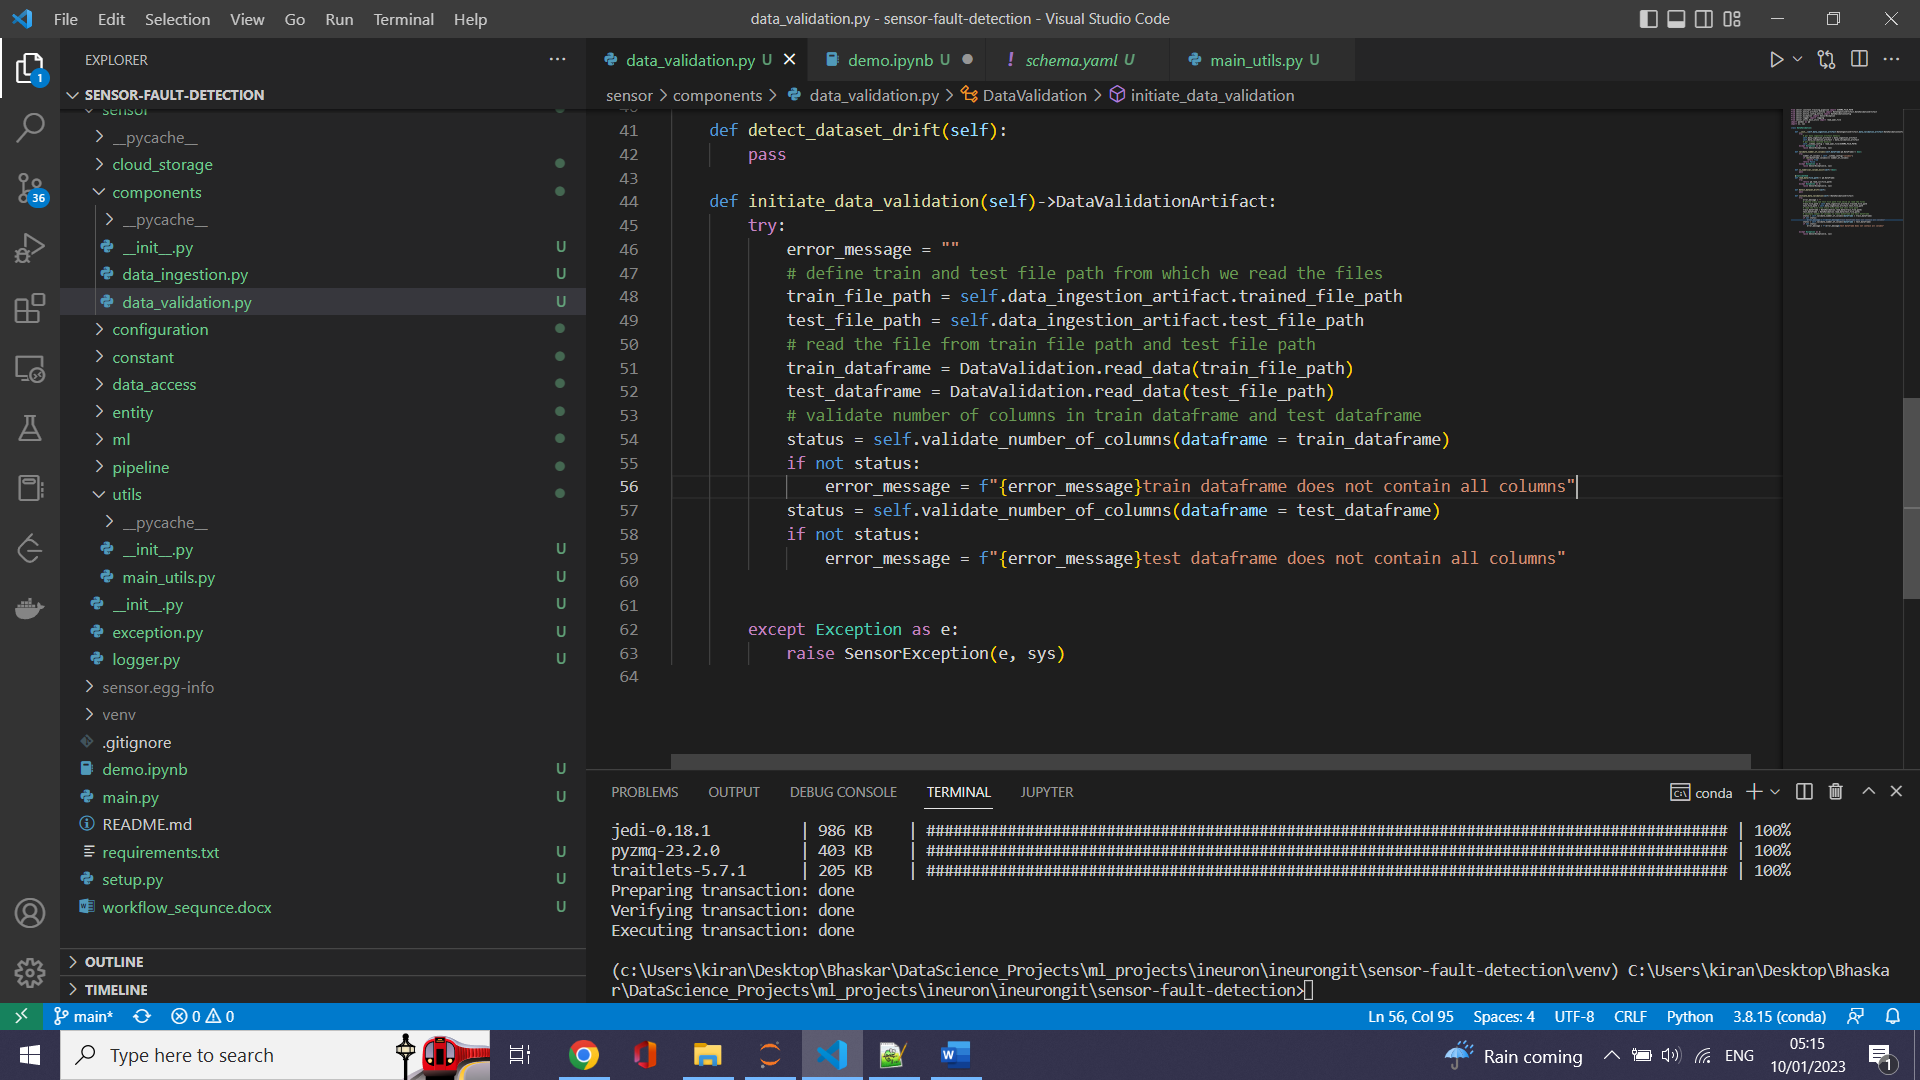 File Edit Selection View Go Run Terminal Help
data_validation.py - sensor-fault-detection - Visual Studio Code
EXPLORER
SENSOR-FAULT-DETECTION
sensor
__pycache__
cloud_storage
components
__pycache__
__init__.py U
data_ingestion.py U
data_validation.py U
configuration
constant
data_access
entity
ml
pipeline
utils
__pycache__
__init__.py U
main_utils.py U
__init__.py U
exception.py U
logger.py U
sensor.egg-info
venv
.gitignore
demo.ipynb U
main.py U
README.md
requirements.txt U
setup.py U
workflow_sequnce.docx U
OUTLINE
TIMELINE
1
36
data_validation.py U
demo.ipynb U
! schema.yaml U
main_utils.py U
sensor > components > data_validation.py > DataValidation > initiate_data_validation
41 def detect_dataset_drift(self):
42 pass
43
44 def initiate_data_validation(self)->DataValidationArtifact:
45 try:
46 error_message = ""
47 # define train and test file path from which we read the files
48 train_file_path = self.data_ingestion_artifact.trained_file_path
49 test_file_path = self.data_ingestion_artifact.test_file_path
50 # read the file from train file path and test file path
51 train_dataframe = DataValidation.read_data(train_file_path)
52 test_dataframe = DataValidation.read_data(test_file_path)
53 # validate number of columns in train dataframe and test dataframe
54 status = self.validate_number_of_columns(dataframe = train_dataframe)
55 if not status:
56 error_message = f"{error_message}train dataframe does not contain all columns"
57 status = self.validate_number_of_columns(dataframe = test_dataframe)
58 if not status:
59 error_message = f"{error_message}test dataframe does not contain all columns"
60
61
62 except Exception as e:
63 raise SensorException(e, sys)
64
PROBLEMS OUTPUT DEBUG CONSOLE TERMINAL JUPYTER
conda
jedi-0.18.1 | 986 KB | ################################################################################### | 100%
pyzmq-23.2.0 | 403 KB | ################################################################################### | 100%
traitlets-5.7.1 | 205 KB | ################################################################################### | 100%
Preparing transaction: done
Verifying transaction: done
Executing transaction: done
(c:\Users\kiran\Desktop\Bhaskar\DataScience_Projects\ml_projects\ineuron\ineurongit\sensor-fault-detection\venv) C:\Users\kiran\Desktop\Bhaska
r\DataScience_Projects\ml_projects\ineuron\ineurongit\sensor-fault-detection>
main* 0 0
Ln 56, Col 95 Spaces: 4 UTF-8 CRLF Python 3.8.15 (conda)
Type here to search
Rain coming
ENG
05:15
10/01/2023
1